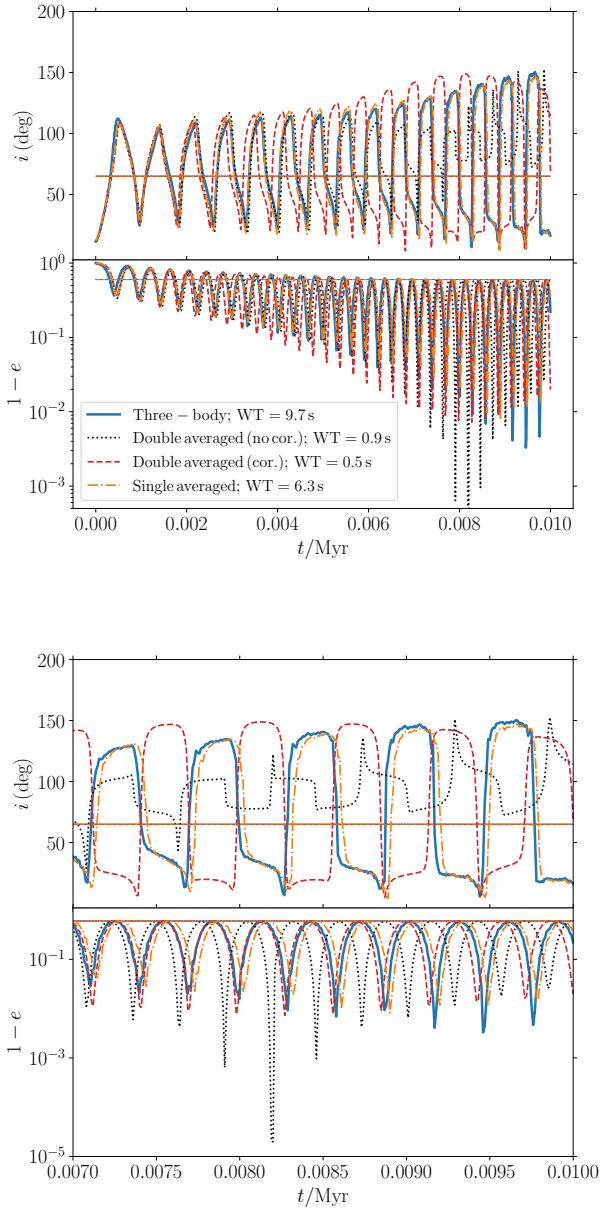 200
150
100
50
i (deg)
10⁰
10⁻¹
10⁻²
10⁻³
1 − e
Three − body; WT = 9.7 s
Double averaged (no cor.); WT = 0.9 s
Double averaged (cor.); WT = 0.5 s
Single averaged; WT = 6.3 s
0.000 0.002 0.004 0.006 0.008 0.010
t/Myr
200
150
100
50
i (deg)
10⁻¹
10⁻³
10⁻⁵
1 − e
0.0070 0.0075 0.0080 0.0085 0.0090 0.0095 0.0100
t/Myr